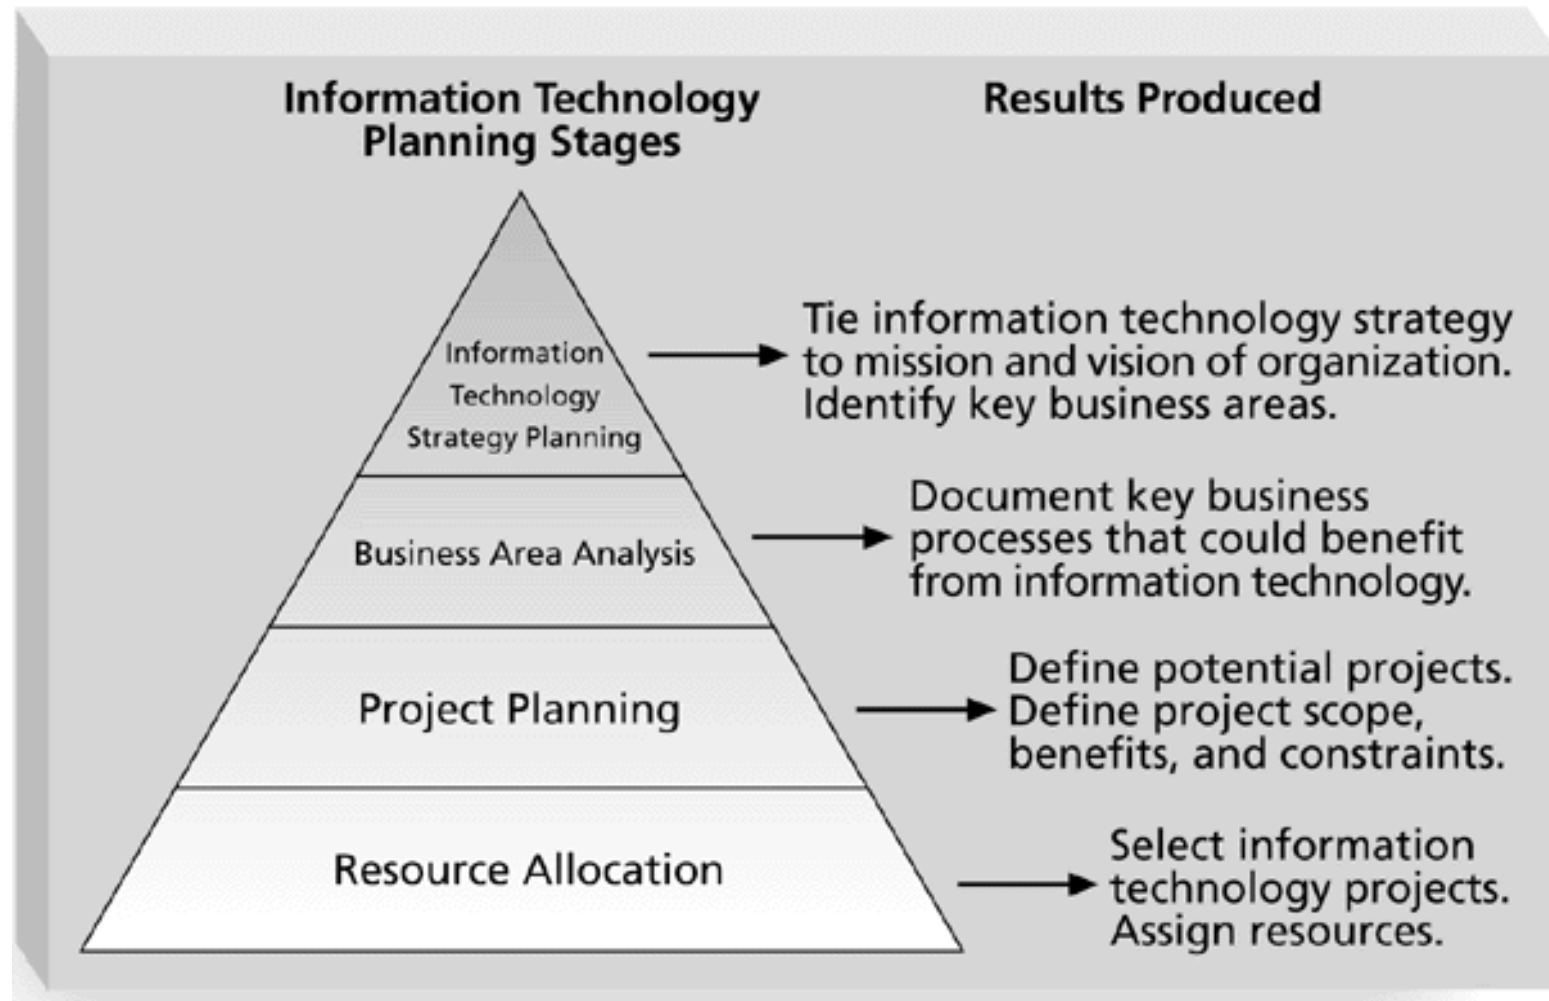 Information Technology
Planning Stages
Results Produced
Information
Technology
Strategy Planning
Tie information technology strategy
to mission and vision of organization.
Identify key business areas.
Business Area Analysis
Document key business
processes that could benefit
from information technology.
Project Planning
Define potential projects.
Define project scope,
benefits, and constraints.
Resource Allocation
Select information
technology projects.
Assign resources.